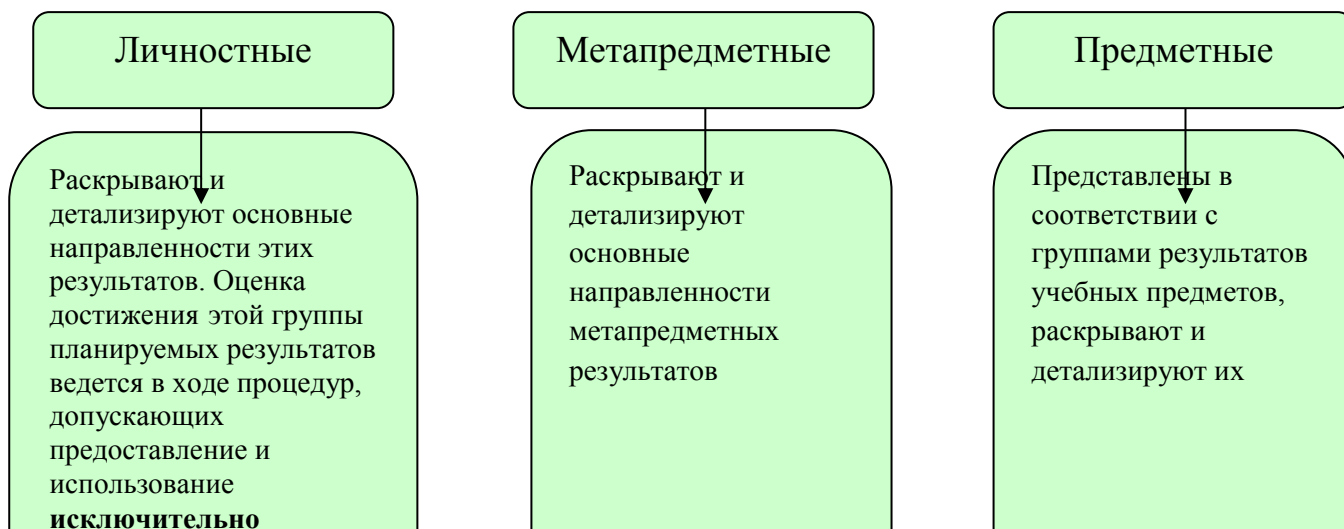 Личностные
Раскрывают и
детализируют основные
направленности этих
результатов. Оценка
достижения этой группы
планируемых результатов
ведется в ходе процедур,
допускающих
предоставление и
использование
исключительно
Метапредметные
Раскрывают и
детализируют
основные
направленности
метапредметных
результатов
Предметные
Представлены в
соответствии с
группами результатов
учебных предметов,
раскрывают и
детализируют их